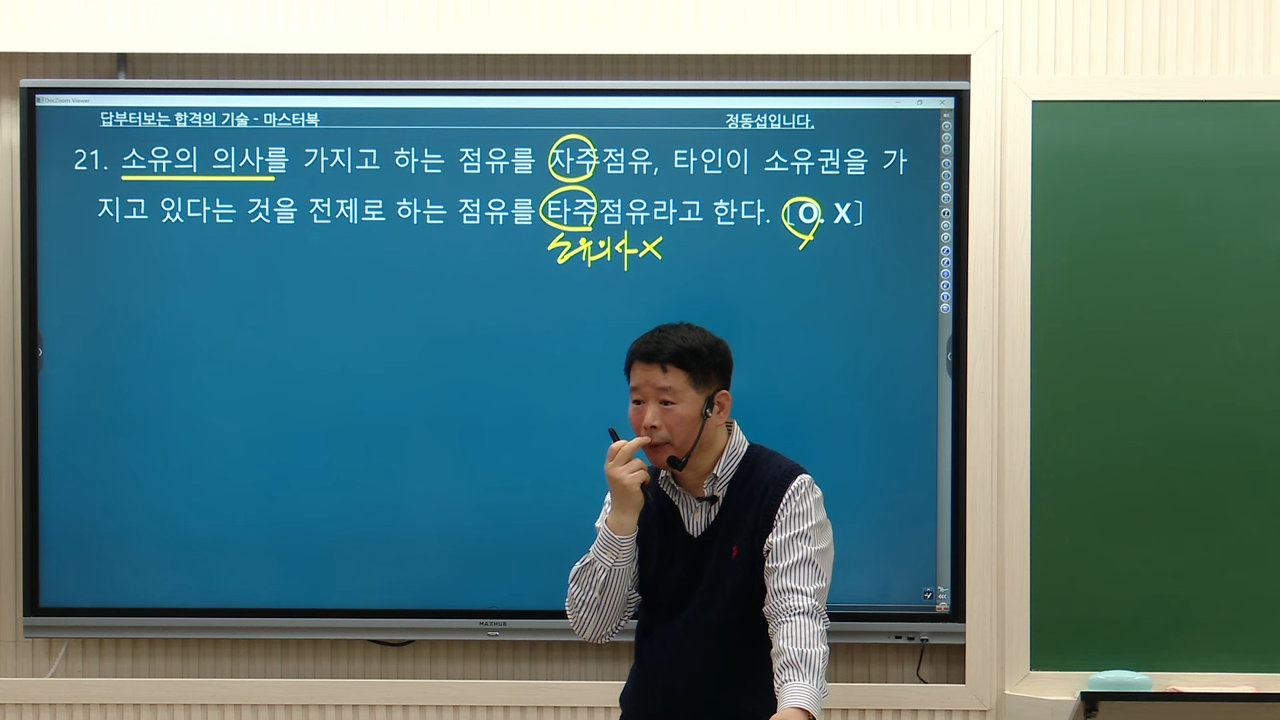 DocZoom Viewer
답부터보는 합격의 기술 - 마스터북
정동섭입니다.
21. 소유의 의사를 가지고 하는 점유를 자주점유, 타인이 소유권을 가
지고 있다는 것을 전제로 하는 점유를 타주점유라고 한다. [O. X]
소유의사X
MAXHUB